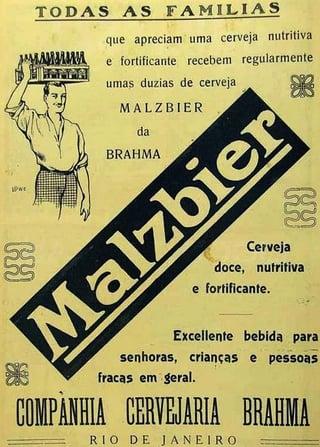 TODAS AS FAMILIAS
que apreciam uma cerveja nutritiva
e fortificante recebem regularmente
umas duzias de cerveja
MALZBIER
da
BRAHMA
Malzbier
Cerveja
doce, nutritiva
e fortificante.
Excellente bebida para
senhoras, crianças e pessoas
fracas em geral.
COMPANHIA CERVEJARIA BRAHMA
RIO DE JANEIRO